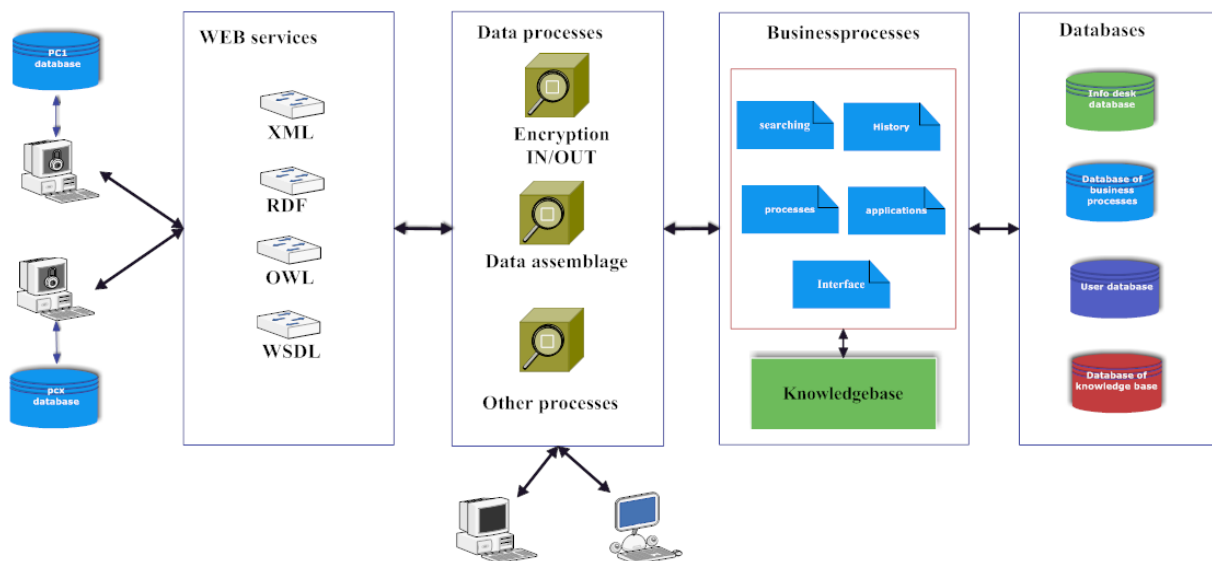 PC1
database
pcx
database
WEB services
XML
RDF
OWL
WSDL
Data processes
Encryption
IN/OUT
Data assemblage
Other processes
Businessprocesses
searching
History
processes
applications
Interface
Knowledgebase
Databases
Info desk
database
Database of
business
processes
User database
Database of
knowledge base